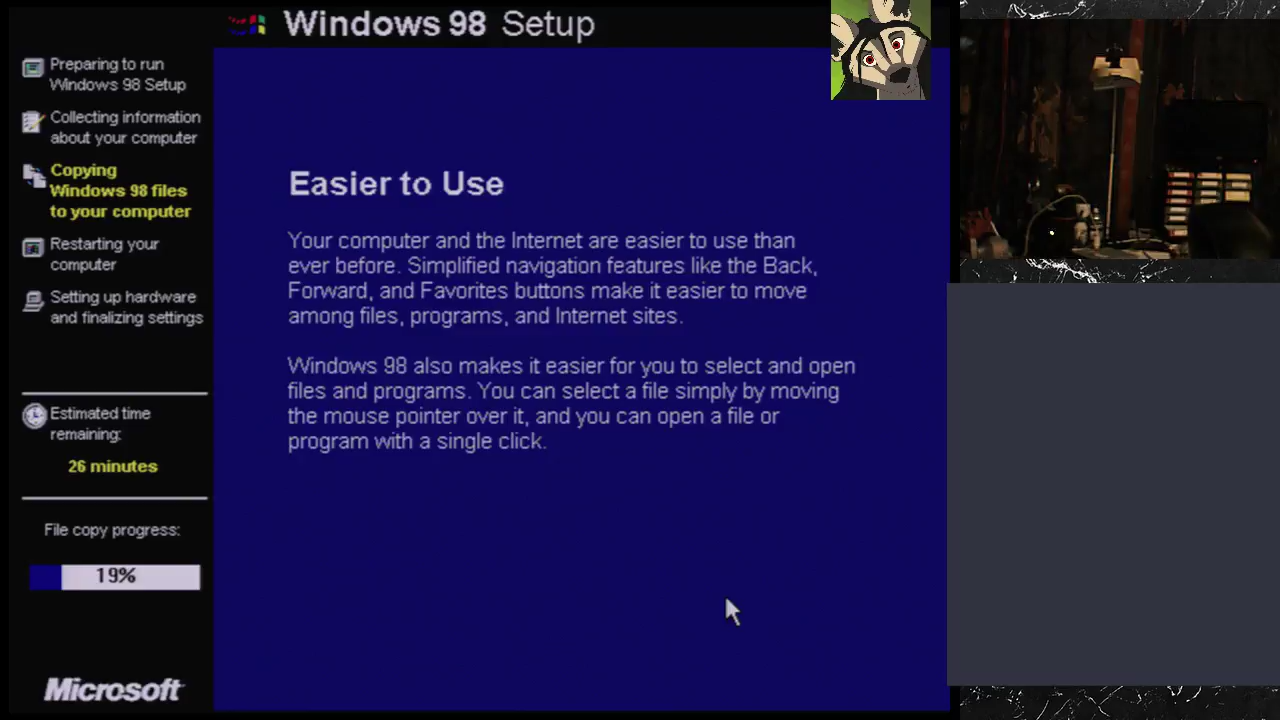 Windows 98 Setup
Preparing to run
Windows 98 Setup
Collecting information
about your computer
Copying
Windows 98 files
to your computer
Restarting your
computer
Setting up hardware
and finalizing settings
Estimated time
remaining:
26 minutes
File copy progress:
19%
Microsoft
Easier to Use
Your computer and the Internet are easier to use than
ever before. Simplified navigation features like the Back,
Forward, and Favorites buttons make it easier to move
among files, programs, and Internet sites.
Windows 98 also makes it easier for you to select and open
files and programs. You can select a file simply by moving
the mouse pointer over it, and you can open a file or
program with a single click.